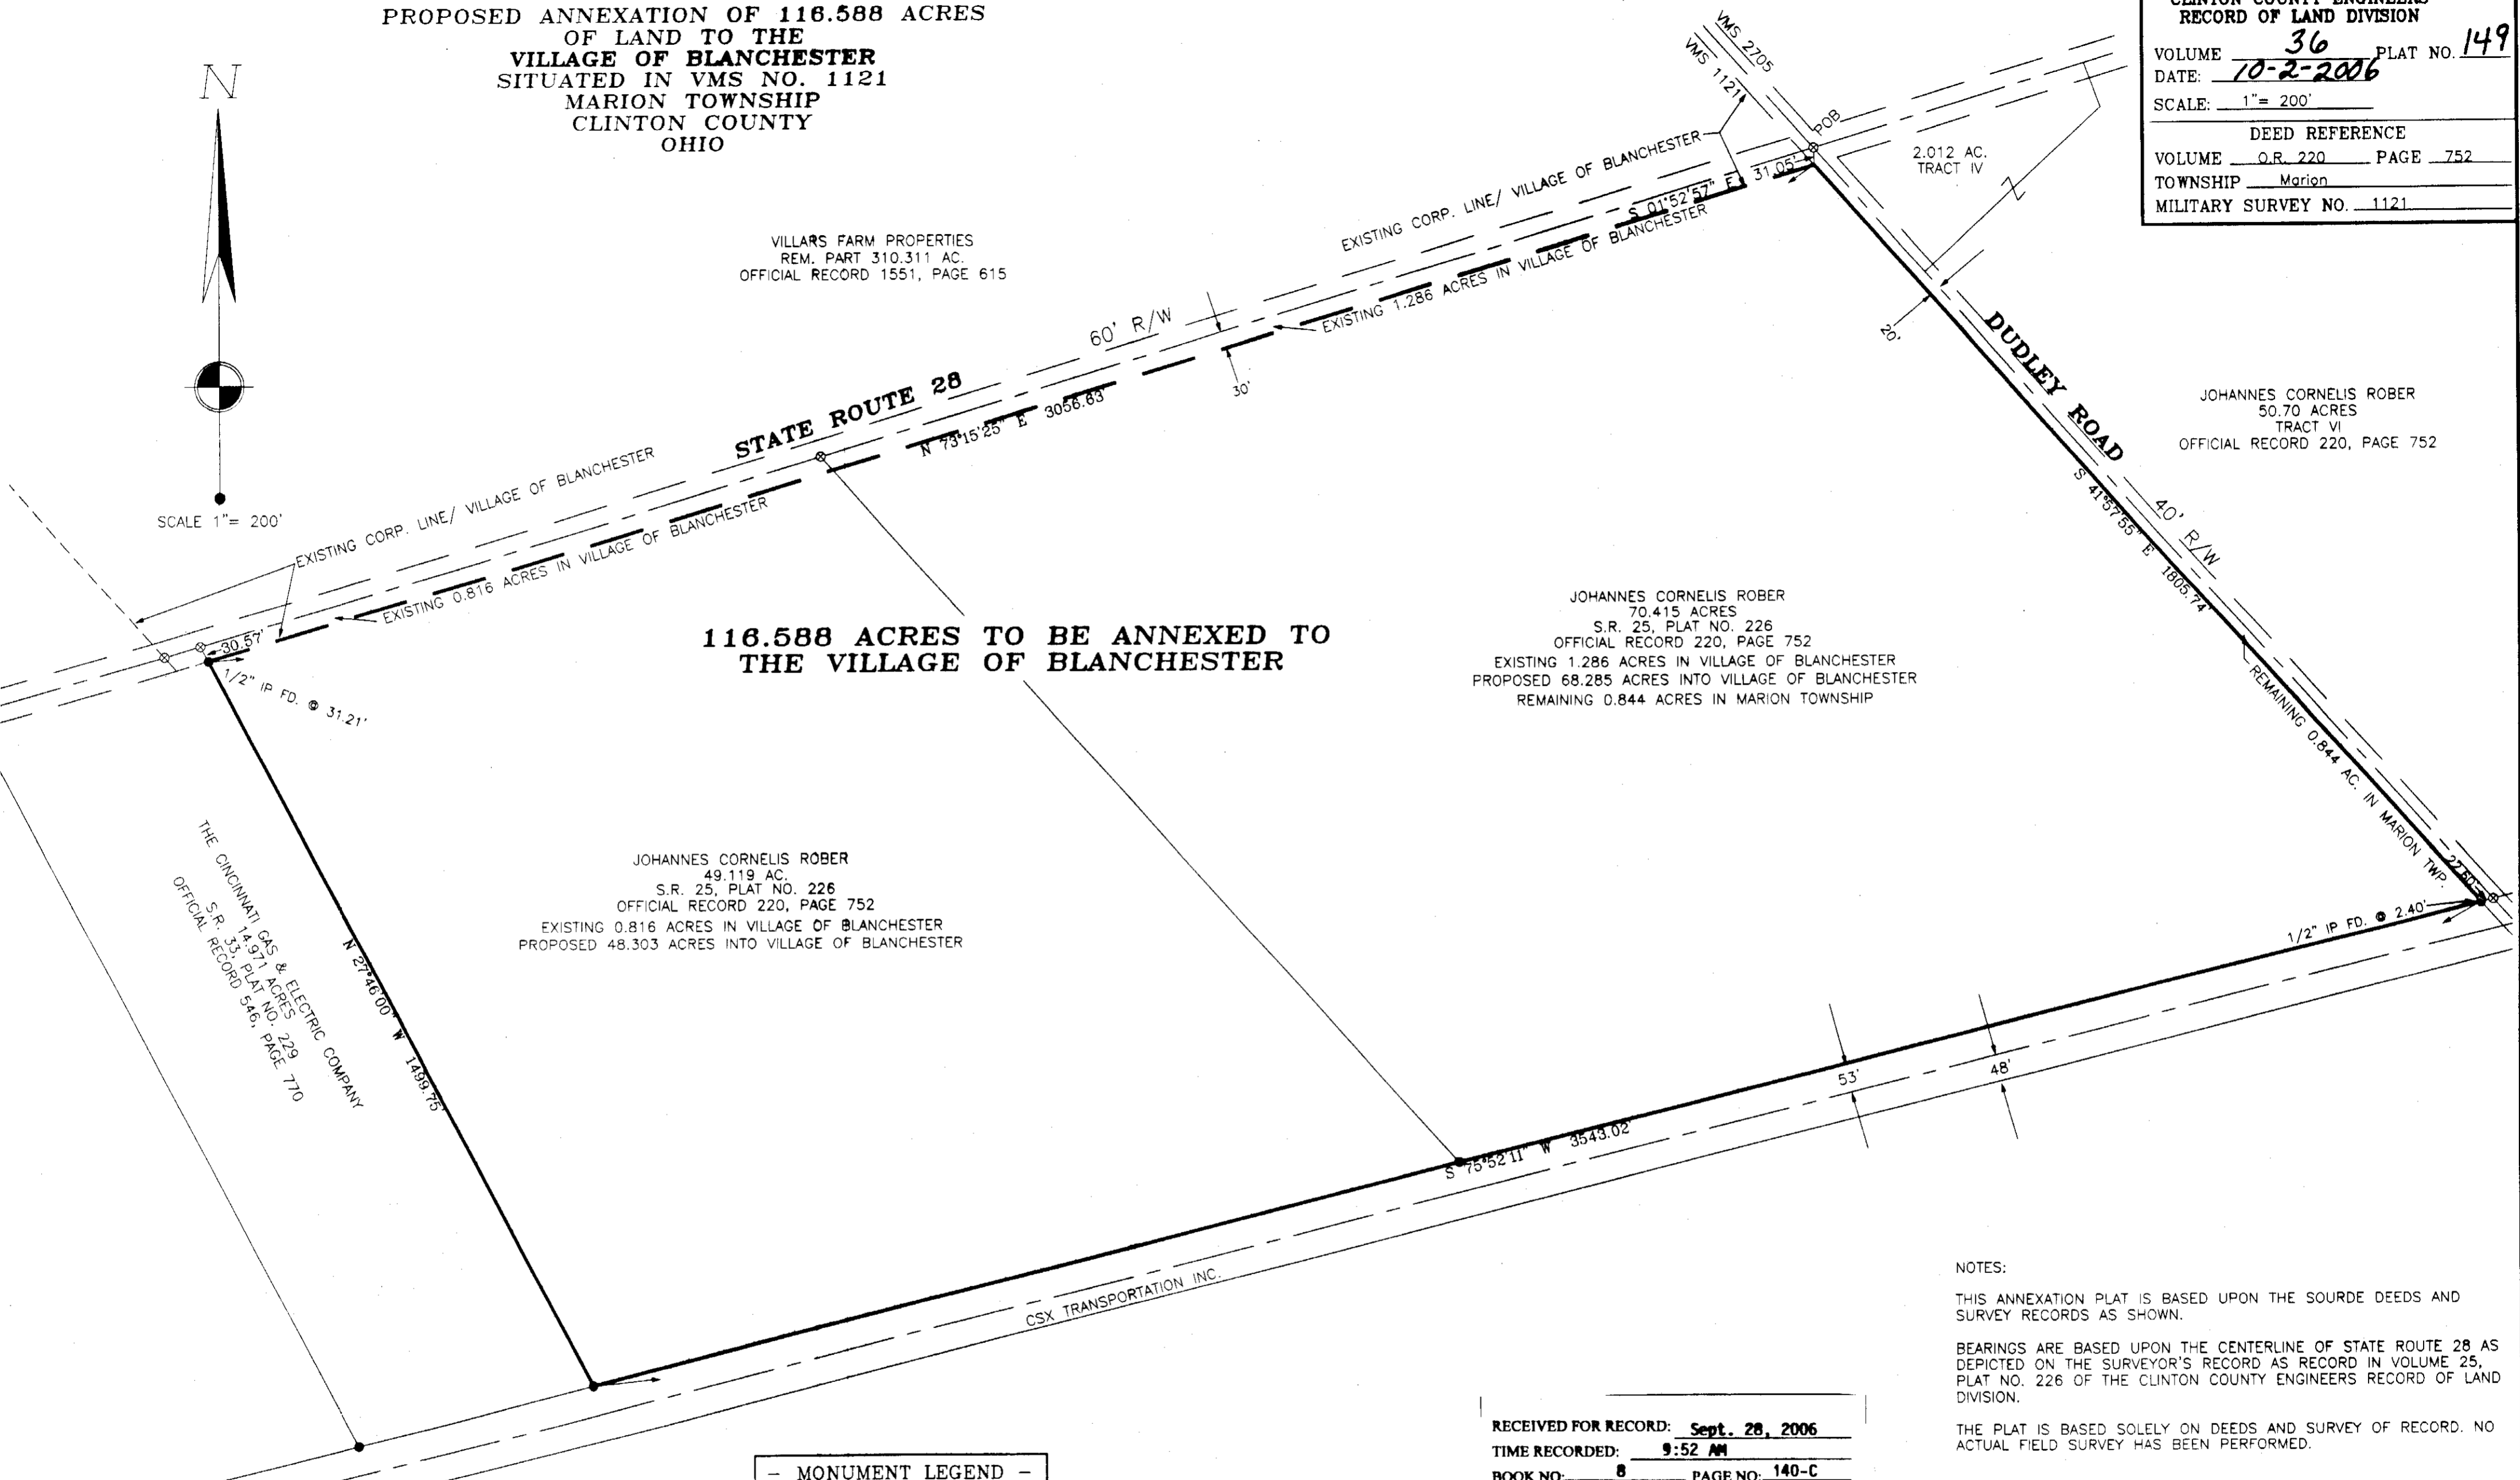 PROPOSED ANNEXATION OF 116.588 ACRES
OF LAND TO THE
VILLAGE OF BLANCHESTER
SITUATED IN VMS NO. 1121
MARION TOWNSHIP
CLINTON COUNTY
OHIO
CLINTON COUNTY ENGINEERS
RECORD OF LAND DIVISION
VOLUME 36 PLAT NO. 149
DATE: 10-2-2006
SCALE: 1"= 200'
DEED REFERENCE
VOLUME O.R. 220 PAGE 752
TOWNSHIP Marion
MILITARY SURVEY NO. 1121
N
SCALE 1"= 200'
VMS 2705
VMS 1121
POB
2.012 AC.
TRACT IV
Z
VILLARS FARM PROPERTIES
REM. PART 310.311 AC.
OFFICIAL RECORD 1551, PAGE 615
EXISTING CORP. LINE/ VILLAGE OF BLANCHESTER
S 01°52'57" E 31.05'
EXISTING 1.286 ACRES IN VILLAGE OF BLANCHESTER
60' R/W
30'
STATE ROUTE 28
N 73°15'25" E 3056.63'
20'
DUDLEY ROAD
40' R/W
S 41°57'55" E 1805.74'
JOHANNES CORNELIS ROBER
50.70 ACRES
TRACT VI
OFFICIAL RECORD 220, PAGE 752
EXISTING CORP. LINE/ VILLAGE OF BLANCHESTER
EXISTING 0.816 ACRES IN VILLAGE OF BLANCHESTER
30.57'
1/2" IP FD. @ 31.21'
116.588 ACRES TO BE ANNEXED TO
THE VILLAGE OF BLANCHESTER
JOHANNES CORNELIS ROBER
70.415 ACRES
S.R. 25, PLAT NO. 226
OFFICIAL RECORD 220, PAGE 752
EXISTING 1.286 ACRES IN VILLAGE OF BLANCHESTER
PROPOSED 68.285 ACRES INTO VILLAGE OF BLANCHESTER
REMAINING 0.844 ACRES IN MARION TOWNSHIP
REMAINING 0.844 AC. IN MARION TWP.
22.60'
1/2" IP FD. @ 2.40'
THE CINCINNATI GAS & ELECTRIC COMPANY
14.971 ACRES
S.R. 33, PLAT NO. 229
OFFICIAL RECORD 546, PAGE 770
N 27°46'00" W 1499.75'
JOHANNES CORNELIS ROBER
49.119 AC.
S.R. 25, PLAT NO. 226
OFFICIAL RECORD 220, PAGE 752
EXISTING 0.816 ACRES IN VILLAGE OF BLANCHESTER
PROPOSED 48.303 ACRES INTO VILLAGE OF BLANCHESTER
53'
48'
S 75°52'11" W 3543.02'
CSX TRANSPORTATION INC.
NOTES:
THIS ANNEXATION PLAT IS BASED UPON THE SOURDE DEEDS AND
SURVEY RECORDS AS SHOWN.
BEARINGS ARE BASED UPON THE CENTERLINE OF STATE ROUTE 28 AS
DEPICTED ON THE SURVEYOR'S RECORD AS RECORD IN VOLUME 25,
PLAT NO. 226 OF THE CLINTON COUNTY ENGINEERS RECORD OF LAND
DIVISION.
THE PLAT IS BASED SOLELY ON DEEDS AND SURVEY OF RECORD. NO
ACTUAL FIELD SURVEY HAS BEEN PERFORMED.
RECEIVED FOR RECORD: Sept. 28, 2006
TIME RECORDED: 9:52 AM
BOOK NO: 8 PAGE NO: 140-C
- MONUMENT LEGEND -